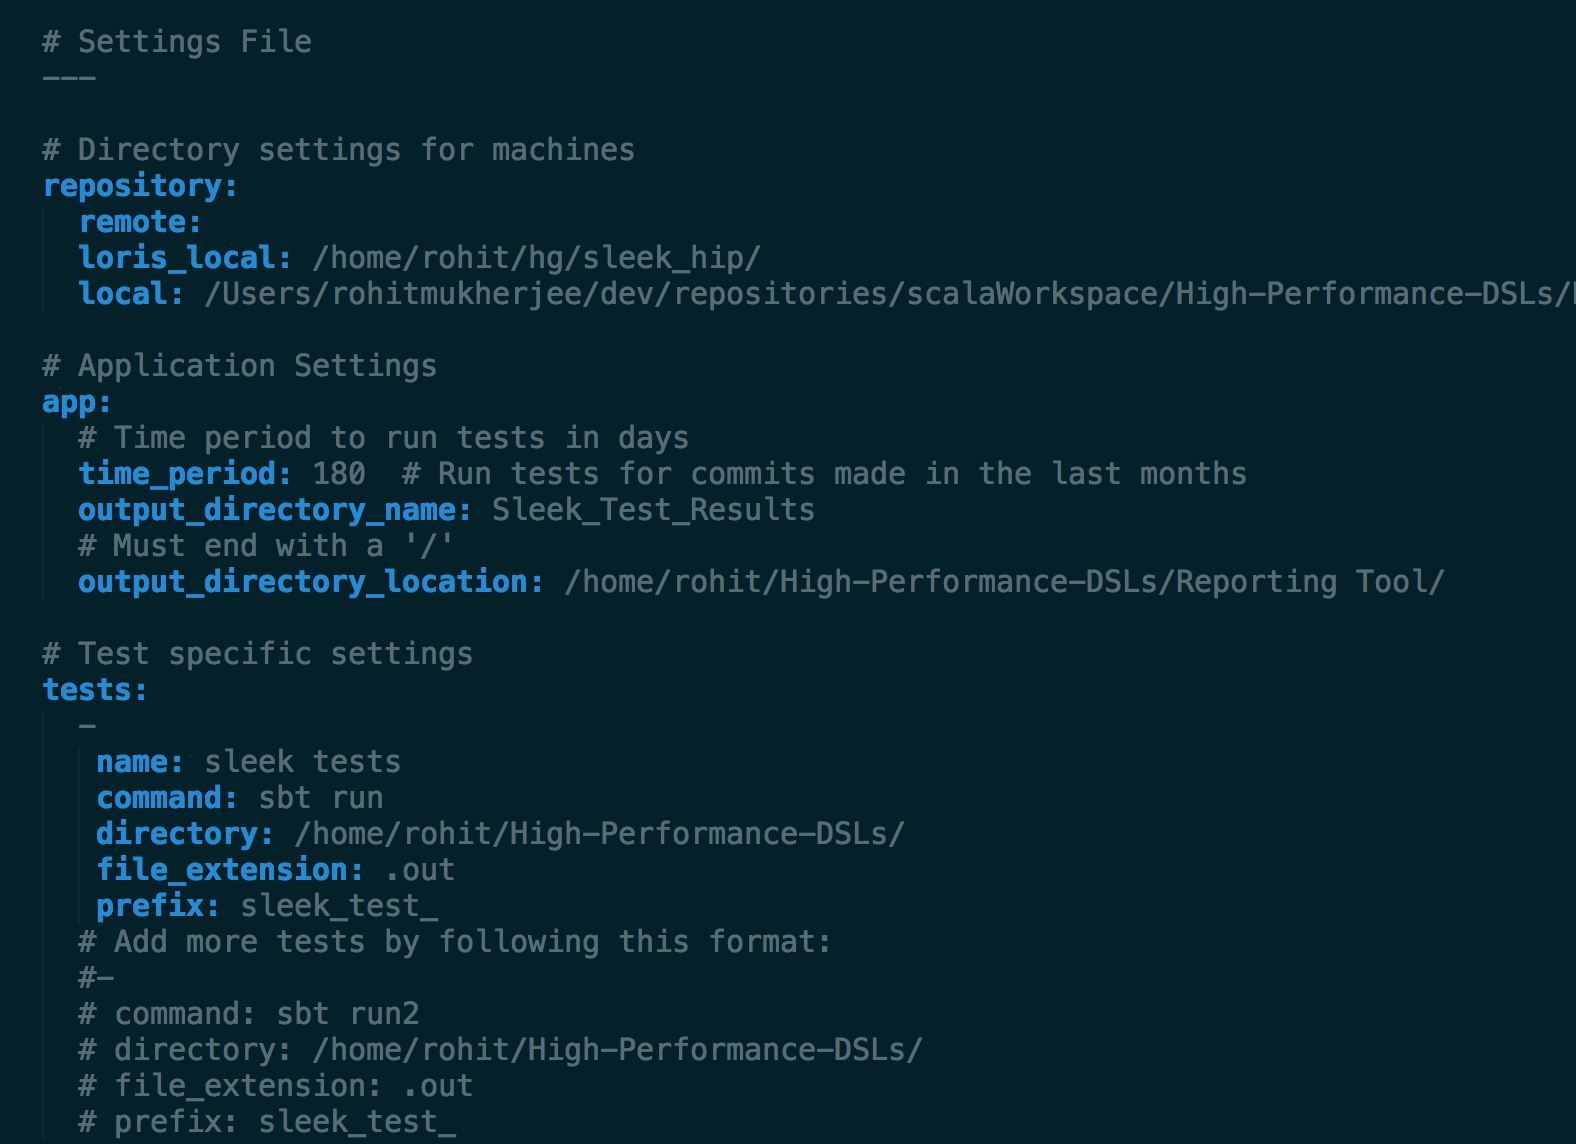 # Settings File
---
# Directory settings for machines
repository:
  remote:
  loris_local: /home/rohit/hg/sleek_hip/
  local: /Users/rohitmukherjee/dev/repositories/scalaWorkspace/High-Performance-DSLs/
# Application Settings
app:
  # Time period to run tests in days
  time_period: 180  # Run tests for commits made in the last months
  output_directory_name: Sleek_Test_Results
  # Must end with a '/'
  output_directory_location: /home/rohit/High-Performance-DSLs/Reporting Tool/
# Test specific settings
tests:
  -
   name: sleek tests
   command: sbt run
   directory: /home/rohit/High-Performance-DSLs/
   file_extension: .out
   prefix: sleek_test_
  # Add more tests by following this format:
  #-
  # command: sbt run2
  # directory: /home/rohit/High-Performance-DSLs/
  # file_extension: .out
  # prefix: sleek_test_